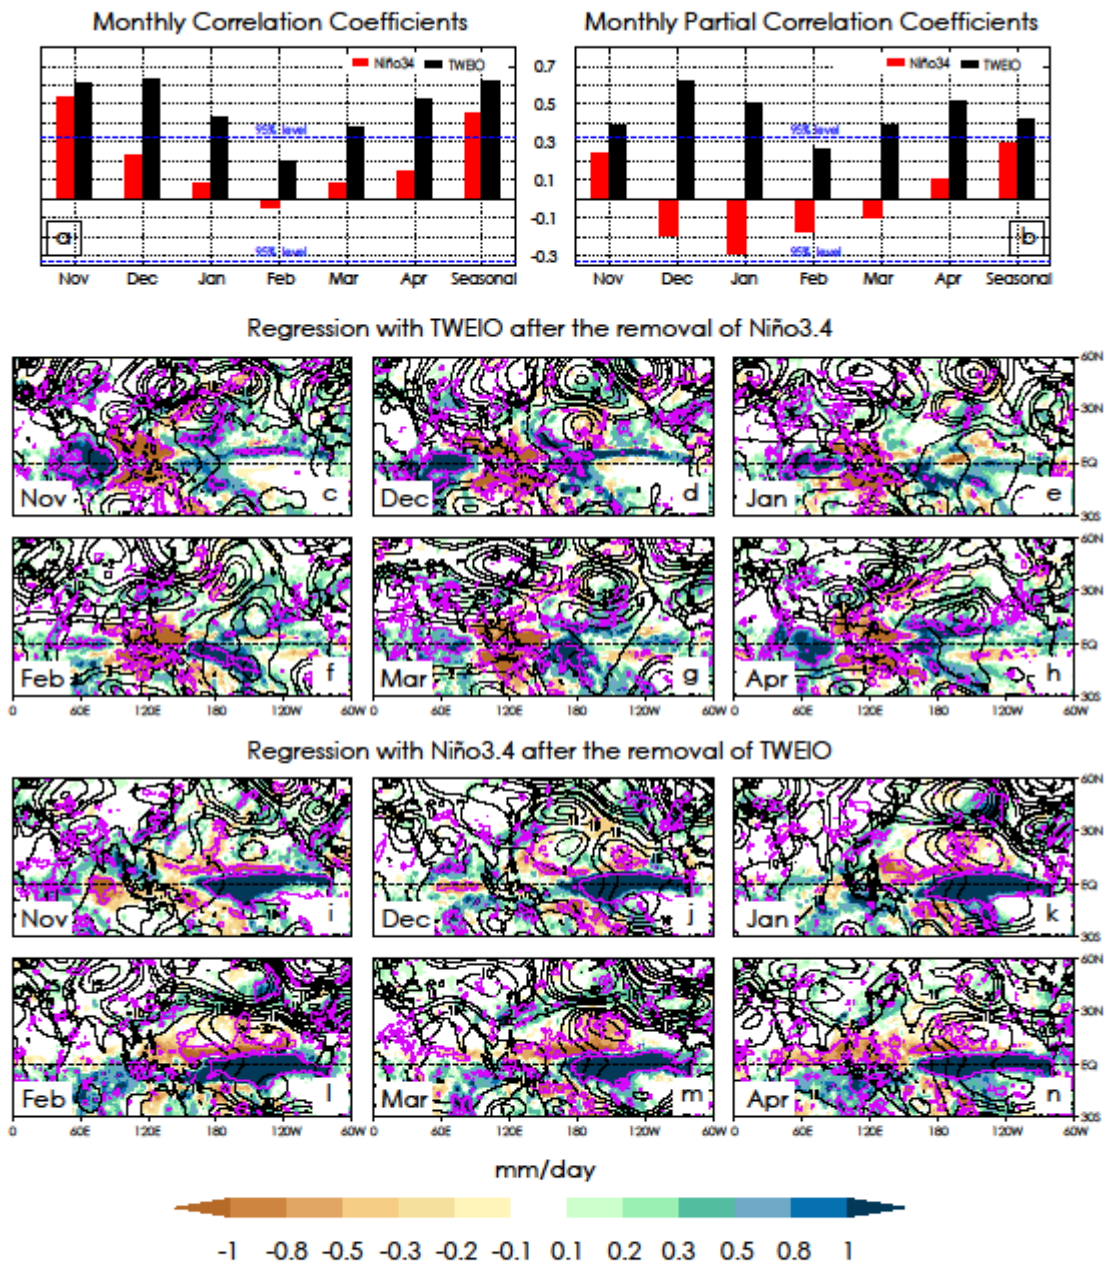 Monthly Correlation Coefficients
Monthly Partial Correlation Coefficients
Niño34 TWEIO
Niño34 TWEIO
0.7
0.5
0.3
0.1
-0.1
-0.3
95% level
95% level
95% level
95% level
a
b
Nov Dec Jan Feb Mar Apr Seasonal
Nov Dec Jan Feb Mar Apr Seasonal
Regression with TWEIO after the removal of Niño3.4
Nov c
Dec d
Jan e
60N
30N
EQ
30S
Feb f
Mar g
Apr h
60N
30N
EQ
30S
0 60E 120E 180 120W 60W
0 60E 120E 180 120W 60W
0 60E 120E 180 120W 60W
Regression with Niño3.4 after the removal of TWEIO
Nov i
Dec j
Jan k
60N
30N
EQ
30S
Feb l
Mar m
Apr n
60N
30N
EQ
30S
0 60E 120E 180 120W 60W
0 60E 120E 180 120W 60W
0 60E 120E 180 120W 60W
mm/day
-1 -0.8 -0.5 -0.3 -0.2 -0.1 0.1 0.2 0.3 0.5 0.8 1